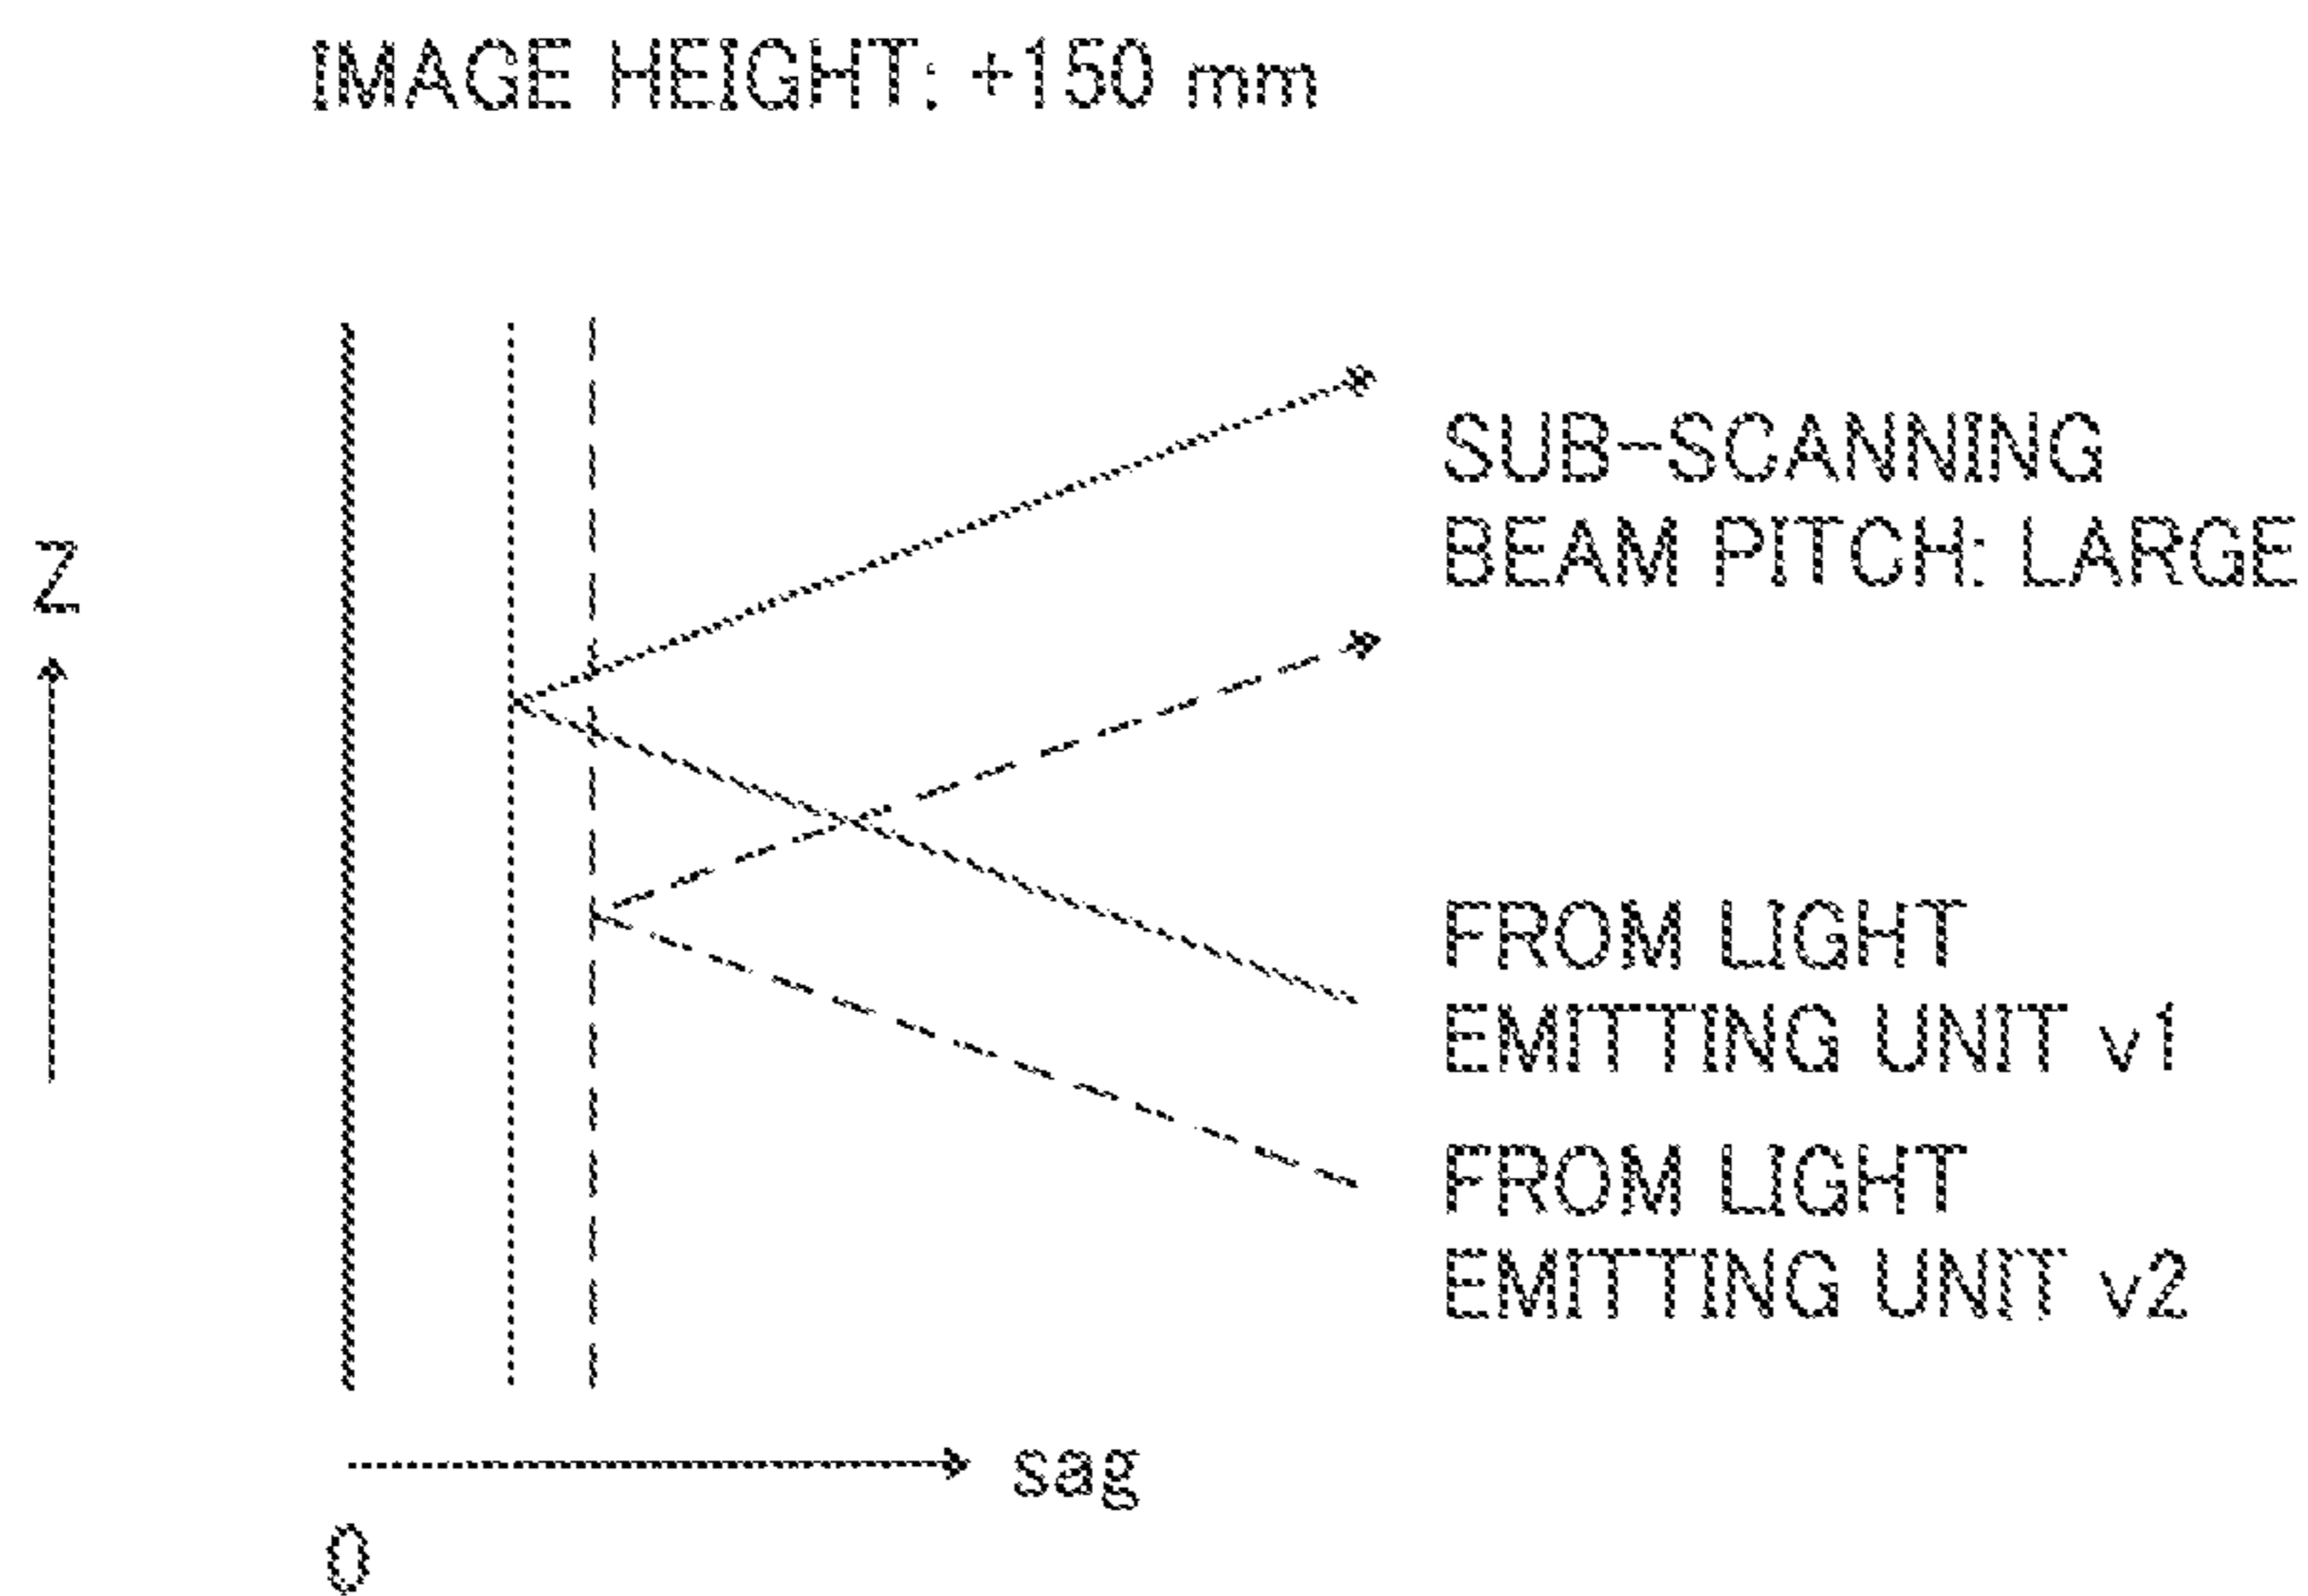 IMAGE HEIGHT: +150 mm
SUB-SCANNING
BEAM PITCH: LARGE
Z
FROM LIGHT
EMITTING UNIT v1
FROM LIGHT
EMITTING UNIT v2
sag
0